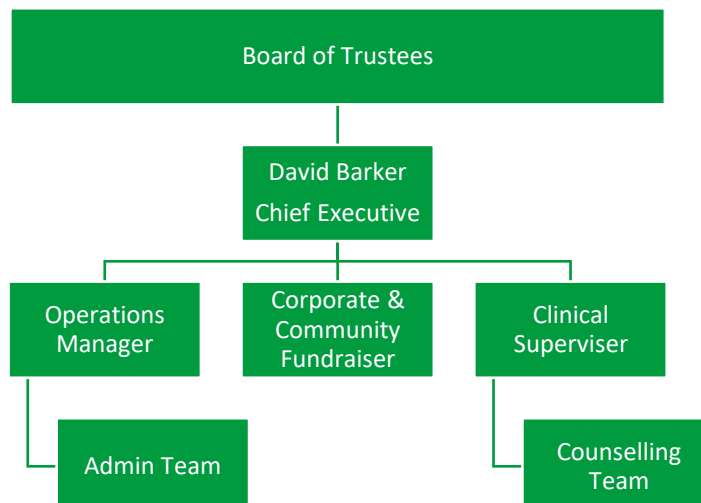 Board of Trustees
David Barker
Chief Executive
Operations
Manager
Corporate &
Community
Fundraiser
Clinical
Superviser
Admin Team
Counselling
Team